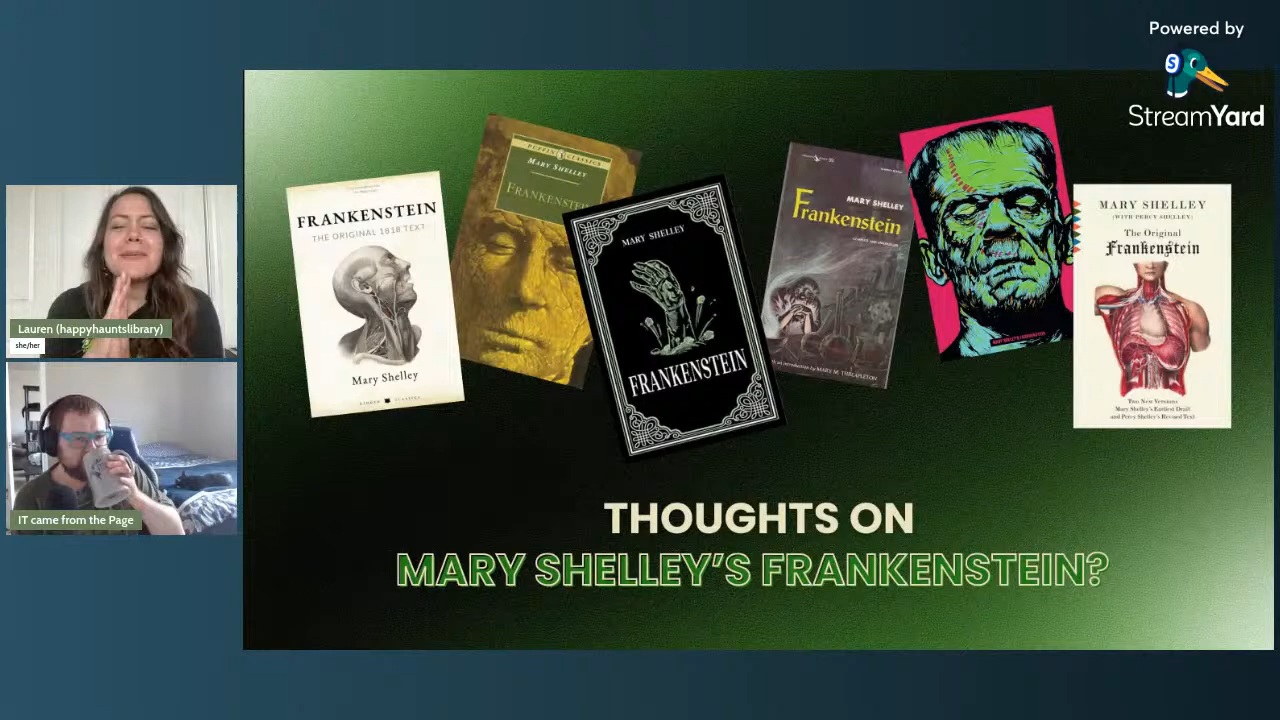 Powered by
StreamYard
Lauren (happyhauntslibrary)
she/her
IT came from the Page
FRANKENSTEIN
THE ORIGINAL 1818 TEXT
Mary Shelley
PUFFIN CLASSICS
MARY SHELLEY
FRANKENSTEIN
MARY SHELLEY
FRANKENSTEIN
MARY SHELLEY
Frankenstein
MARY SHELLEY
(WITH PERCY SHELLEY)
The Original
Frankenstein
Two New Versions:
Mary Shelley's Earliest Draft
and Percy Shelley's Revised Text
THOUGHTS ON
MARY SHELLEY'S FRANKENSTEIN?